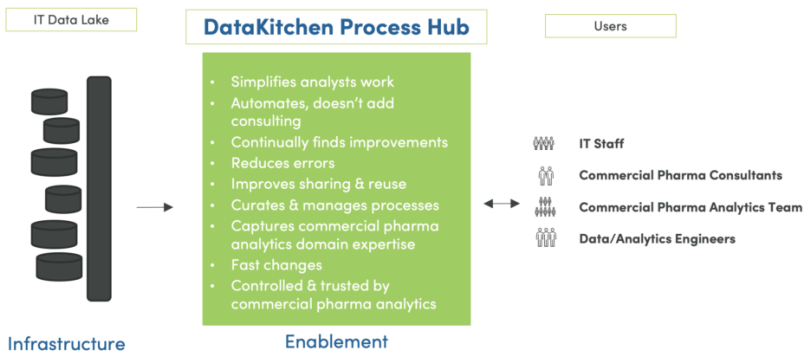 IT Data Lake
DataKitchen Process Hub
Users
• Simplifies analysts work
• Automates, doesn't add
consulting
• Continually finds improvements
• Reduces errors
• Improves sharing & reuse
• Curates & manages processes
• Captures commercial pharma
analytics domain expertise
• Fast changes
• Controlled & trusted by
commercial pharma analytics
IT Staff
Commercial Pharma Consultants
Commercial Pharma Analytics Team
Data/Analytics Engineers
Infrastructure
Enablement